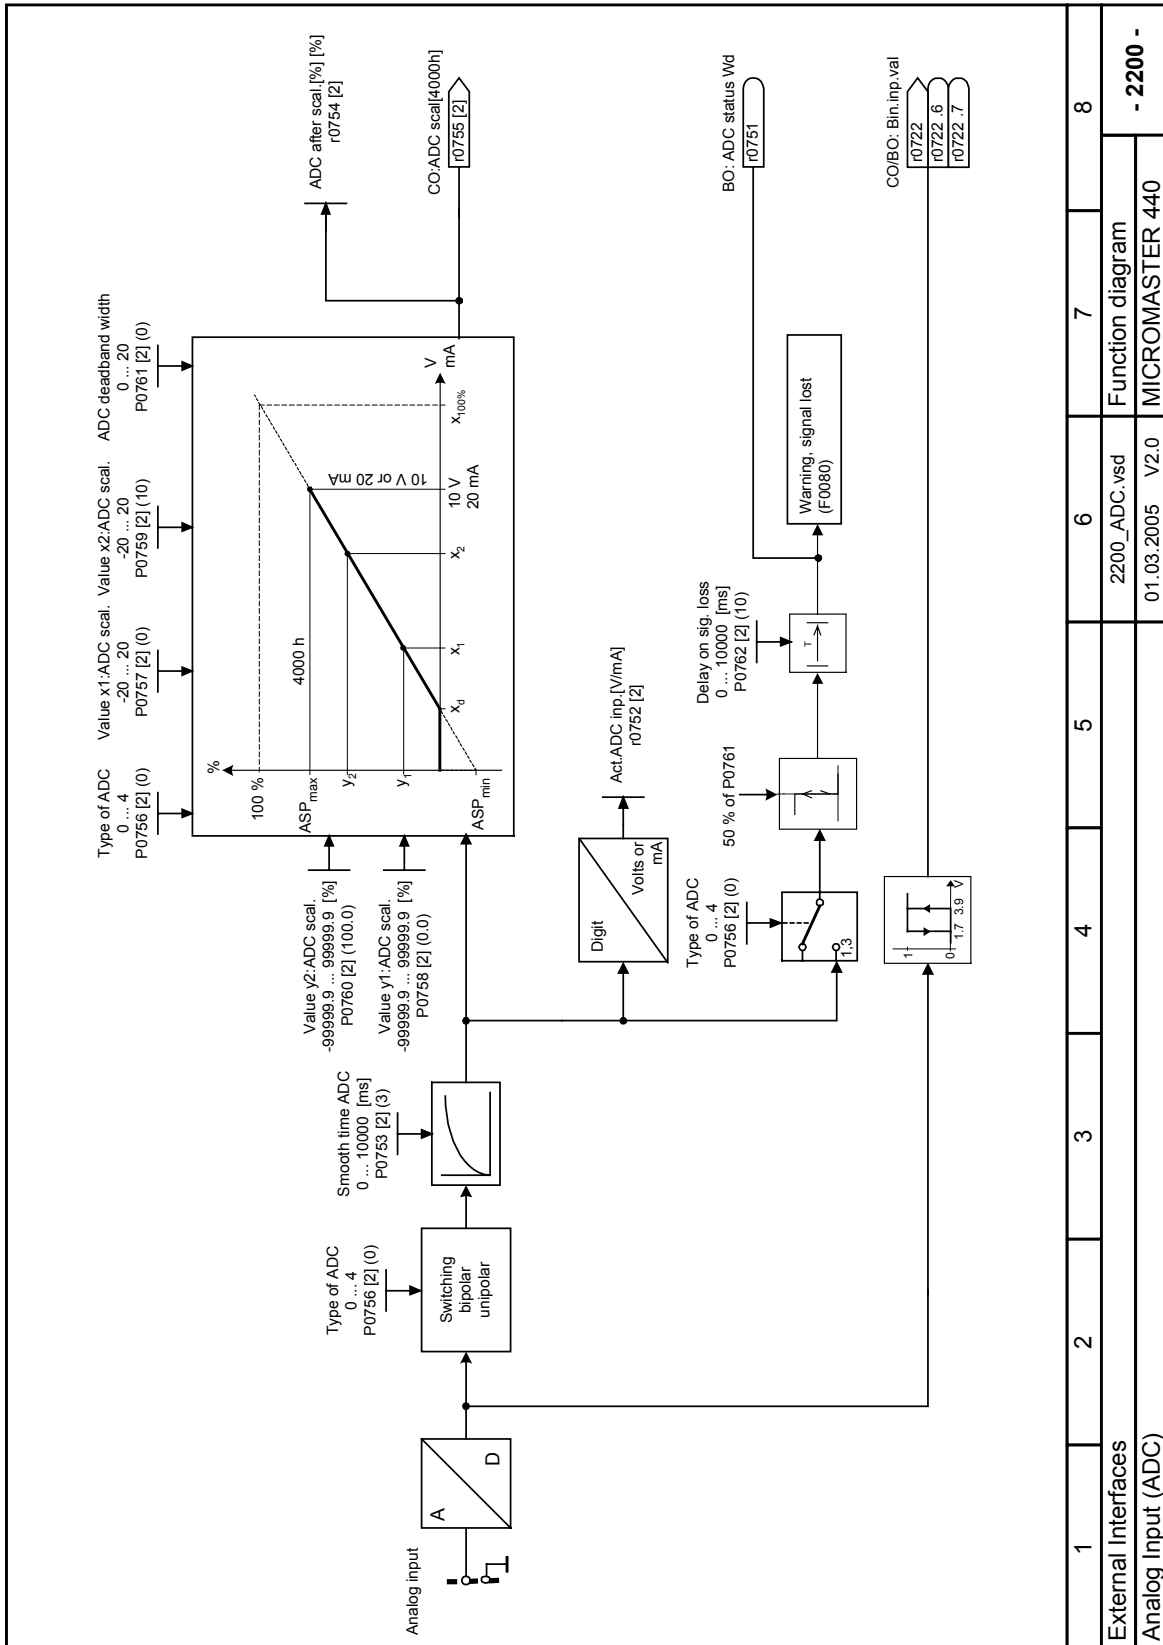 Analog input
A
D
Type of ADC
0 ... 4
P0756 [2] (0)
Switching
bipolar
unipolar
Smooth time ADC
0 ... 10000 [ms]
P0753 [2] (3)
Value y2:ADC scal.
-99999.9 ... 99999.9 [%]
P0760 [2] (100.0)
Value y1:ADC scal.
-99999.9 ... 99999.9 [%]
P0758 [2] (0.0)
Type of ADC
0 ... 4
P0756 [2] (0)
Value x1:ADC scal.
-20 ... 20
P0757 [2] (0)
Value x2:ADC scal.
-20 ... 20
P0759 [2] (10)
ADC deadband width
0 ... 20
P0761 [2] (0)
%
100 %
ASPmax
y2
y1
ASPmin
4000 h
10 V or 20 mA
xd
x1
x2
10 V
20 mA
x100%
V
mA
ADC after scal.[%] [%]
r0754 [2]
CO:ADC scal[4000h]
r0755 [2]
Digit
Volts or
mA
Act.ADC inp.[V/mA]
r0752 [2]
Type of ADC
0 ... 4
P0756 [2] (0)
1,3
50 % of P0761
Delay on sig. loss
0 ... 10000 [ms]
P0762 [2] (10)
T
Warning, signal lost
(F0080)
BO: ADC status Wd
r0751
1
0
1.7 3.9 V
CO/BO: Bin.inp.val
r0722
r0722 .6
r0722 .7
1 2 3 4 5 6 7 8
External Interfaces
2200_ADC.vsd
Function diagram
- 2200 -
Analog Input (ADC)
01.03.2005 V2.0
MICROMASTER 440